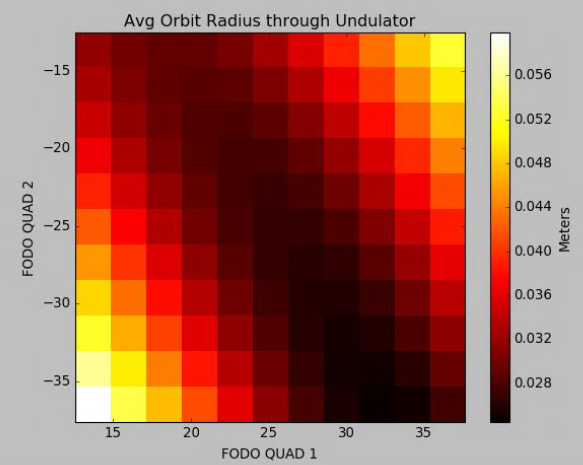 Avg Orbit Radius through Undulator
−15
−20
−25
−30
−35
FODO QUAD 2
15 20 25 30 35
FODO QUAD 1
0.056
0.052
0.048
0.044
0.040
0.036
0.032
0.028
Meters